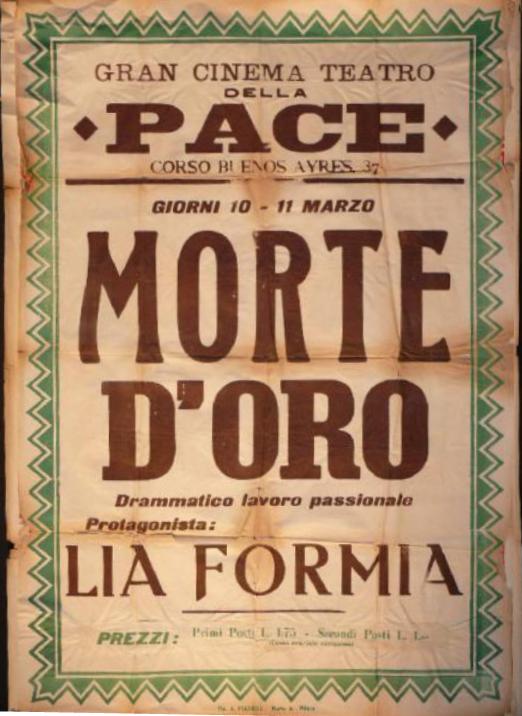 GRAN CINEMA TEATRO
DELLA
PACE
CORSO BUENOS AYRES, 37
GIORNI 10 - 11 MARZO
MORTE
D'ORO
Drammatico lavoro passionale
Protagonista:
LIA FORMIA
PREZZI: Primi Posti L. 1.75 - Secondi Posti L. 1.-